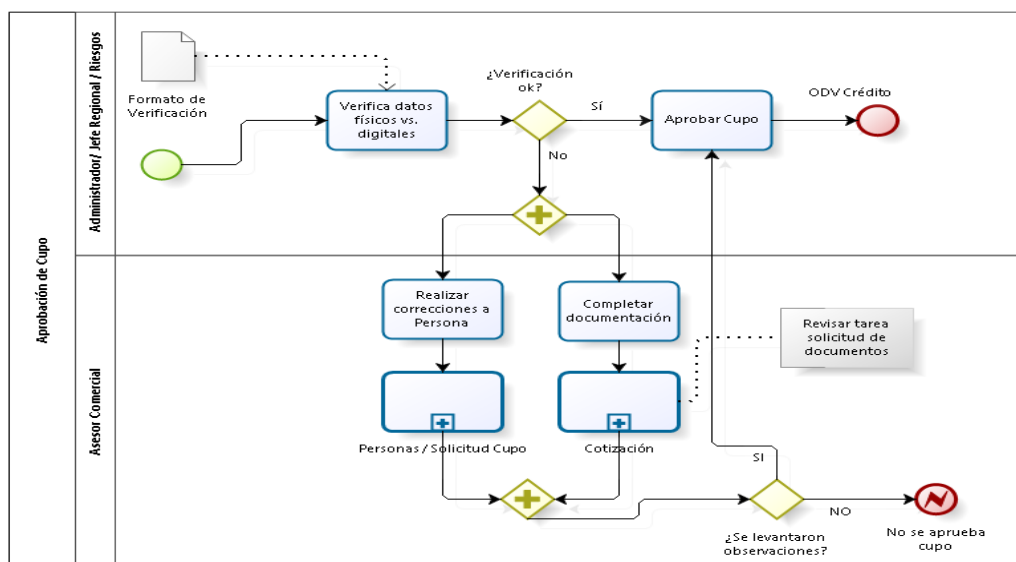 Aprobación de Cupo
Administrador/ Jefe Regional / Riesgos
Formato de
Verificación
Verifica datos
físicos vs.
digitales
¿Verificación
ok?
Sí
No
Aprobar Cupo
ODV Crédito
Asesor Comercial
Realizar
correcciones a
Persona
Completar
documentación
Revisar tarea
solicitud de
documentos
Personas / Solicitud Cupo
Cotización
SI
NO
¿Se levantaron
observaciones?
No se aprueba
cupo